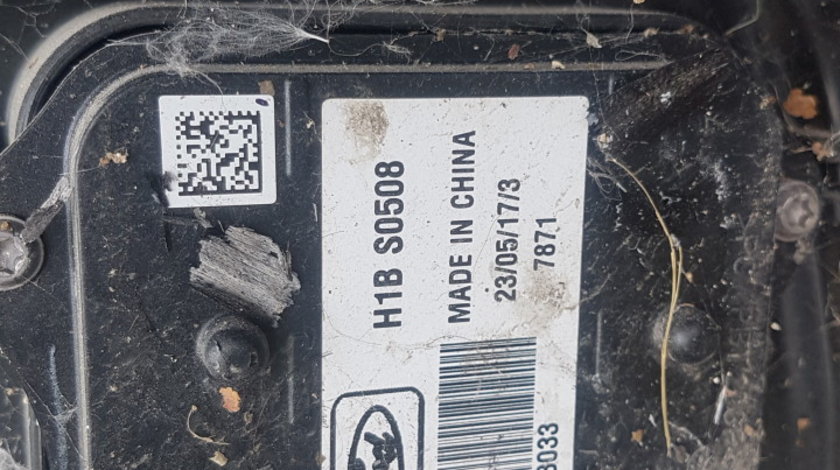 H1B S0508
MADE IN CHINA
23/05/17/3
7871
3033